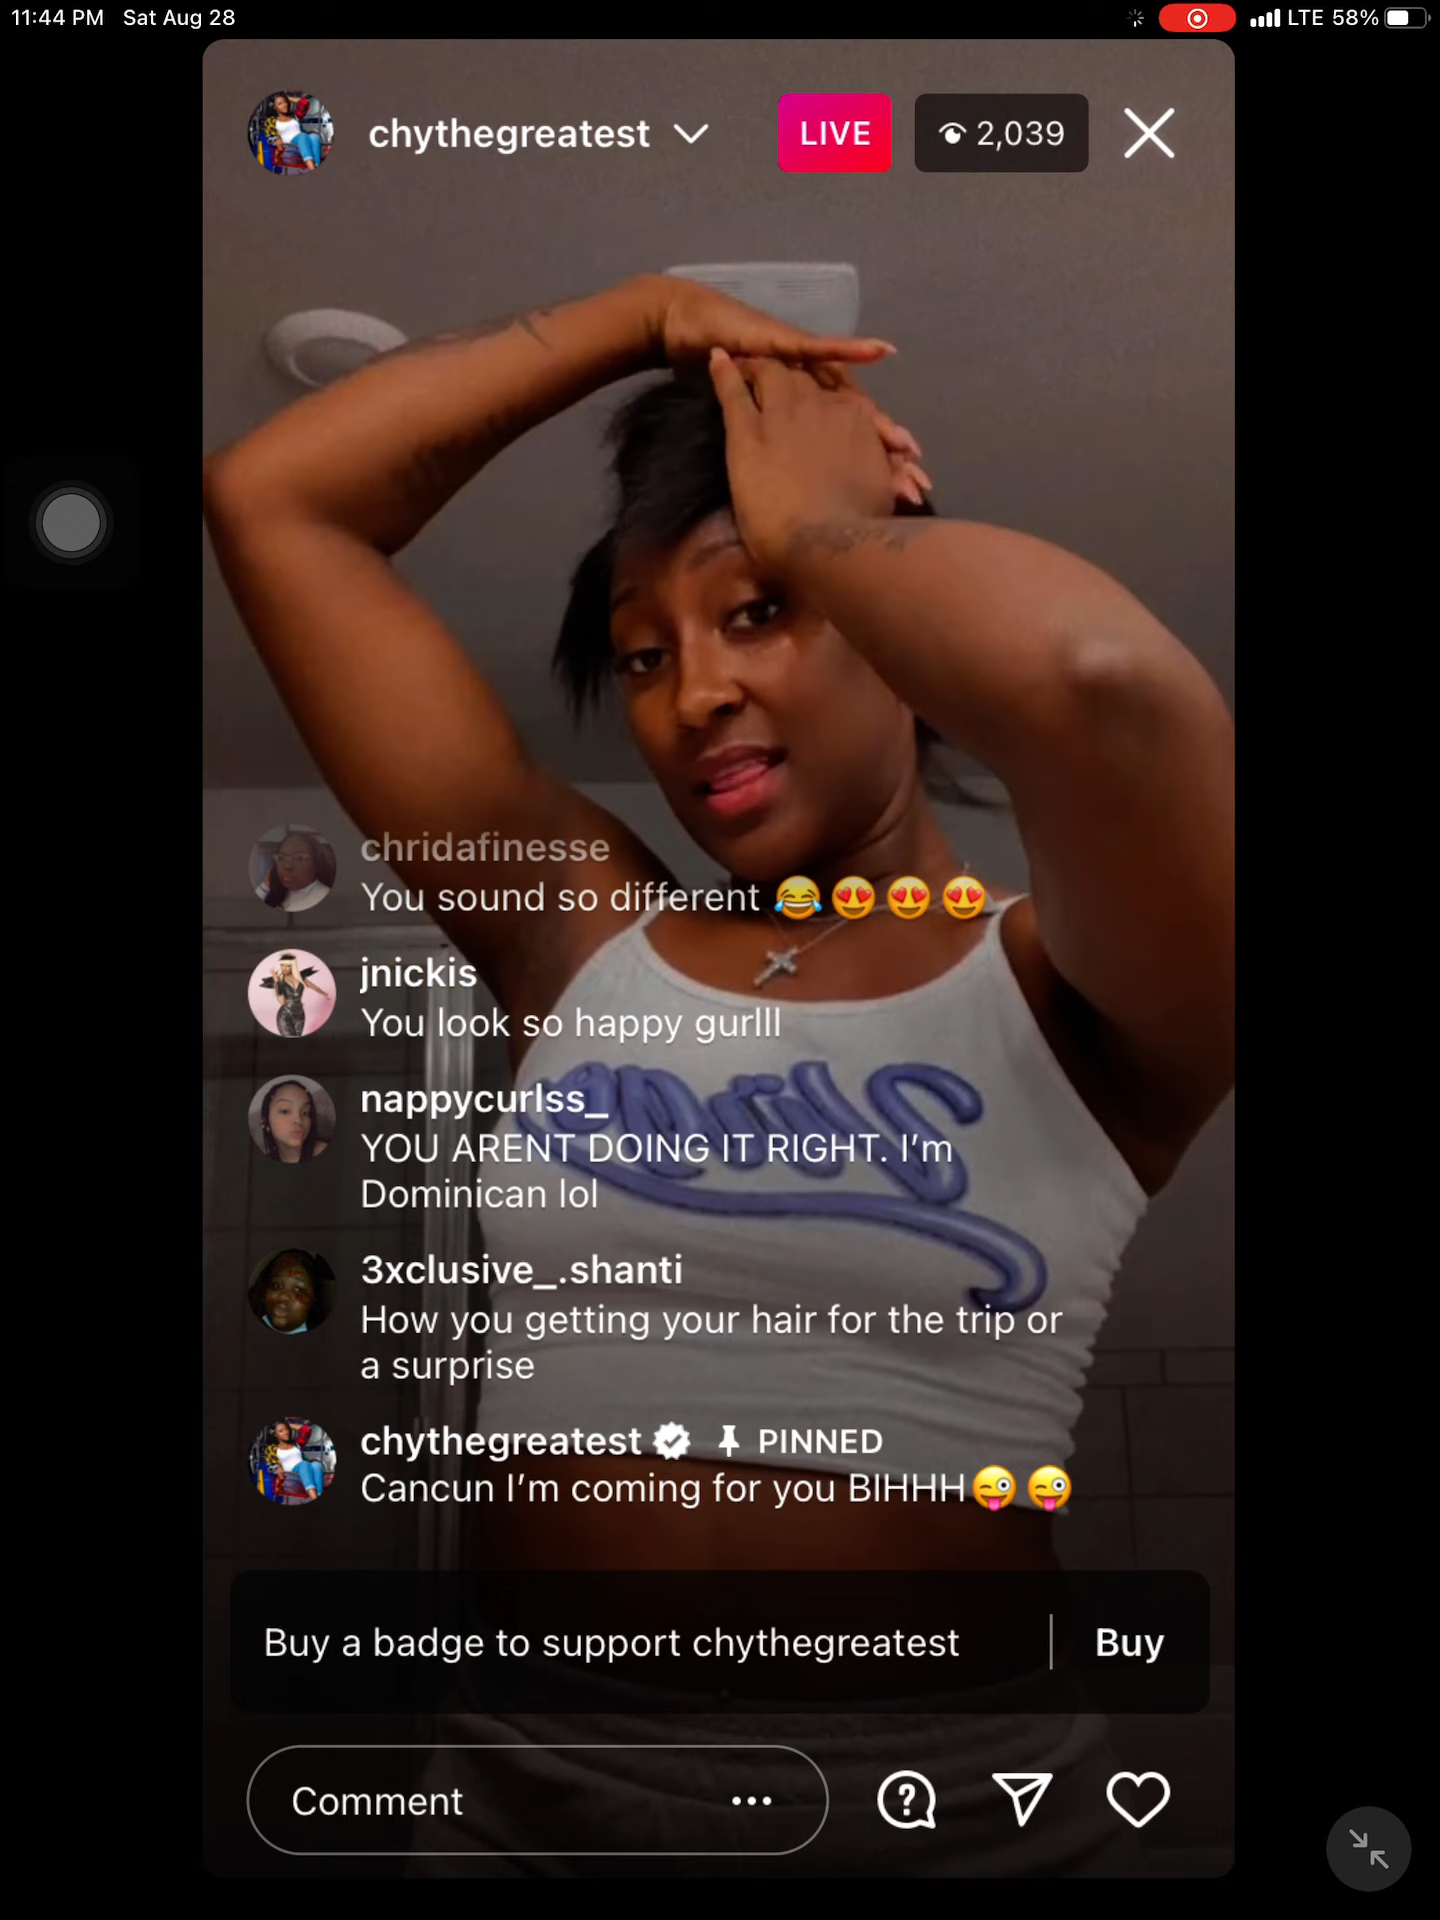 11:44 PM Sat Aug 28
LTE 58%
chythegreatest
LIVE
2,039
chridafinesse
You sound so different 😂😍😍😍
jnickis
You look so happy gurlll
nappycurlss_
YOU ARENT DOING IT RIGHT. I’m
Dominican lol
3xclusive_.shanti
How you getting your hair for the trip or
a surprise
chythegreatest PINNED
Cancun I’m coming for you BIHHH😜😜
Buy a badge to support chythegreatest
Buy
Comment